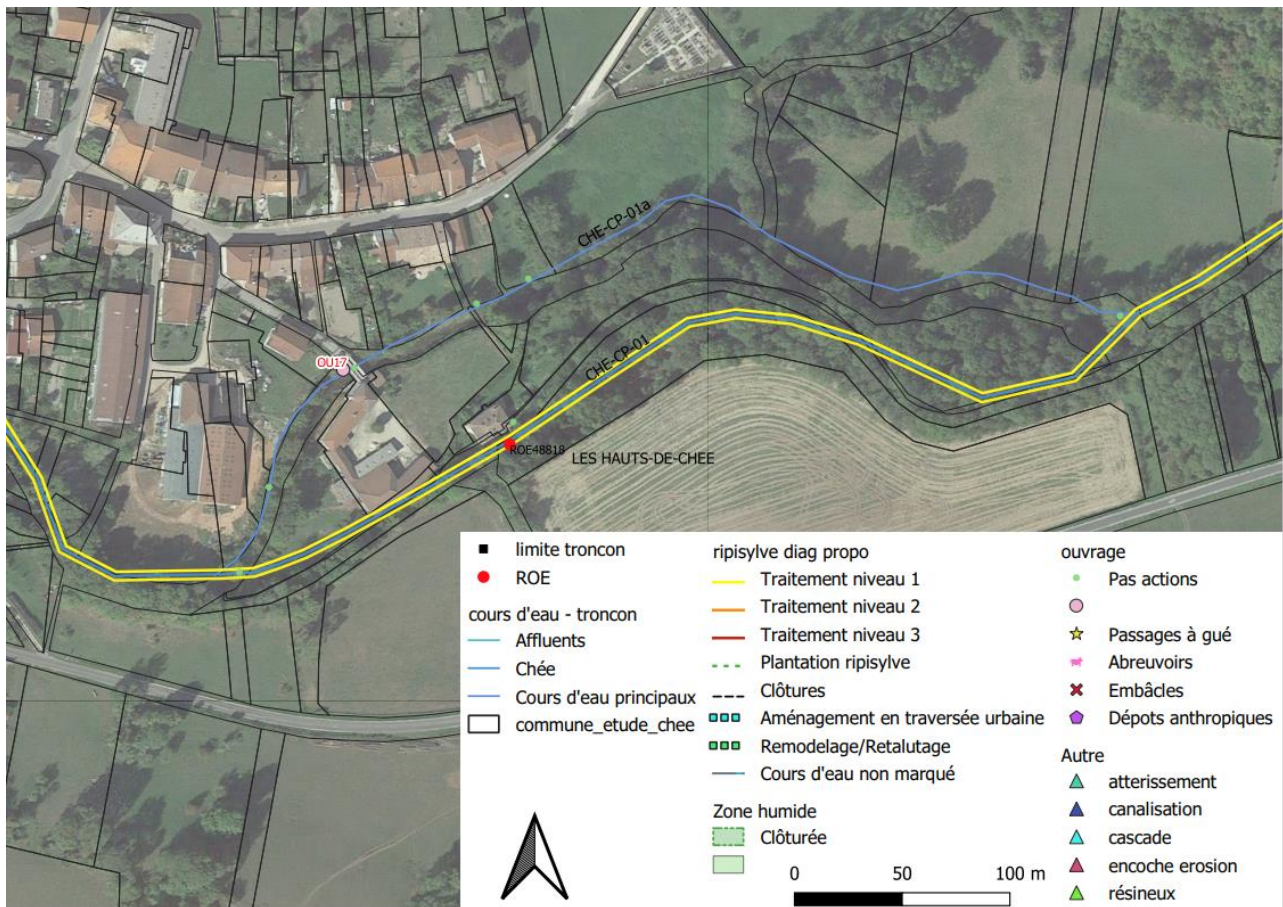 CHE-CP-01a
OU17
CHE-CP-01
ROE48818
LES HAUTS-DE-CHEE
limite troncon
ROE
cours d'eau - troncon
Affluents
Chée
Cours d'eau principaux
commune_etude_chee
ripisylve diag propo
Traitement niveau 1
Traitement niveau 2
Traitement niveau 3
Plantation ripisylve
Clôtures
Aménagement en traversée urbaine
Remodelage/Retalutage
Cours d'eau non marqué
Zone humide
Clôturée
0 50 100 m
ouvrage
Pas actions
Passages à gué
Abreuvoirs
Embâcles
Dépots anthropiques
Autre
atterissement
canalisation
cascade
encoche erosion
résineux